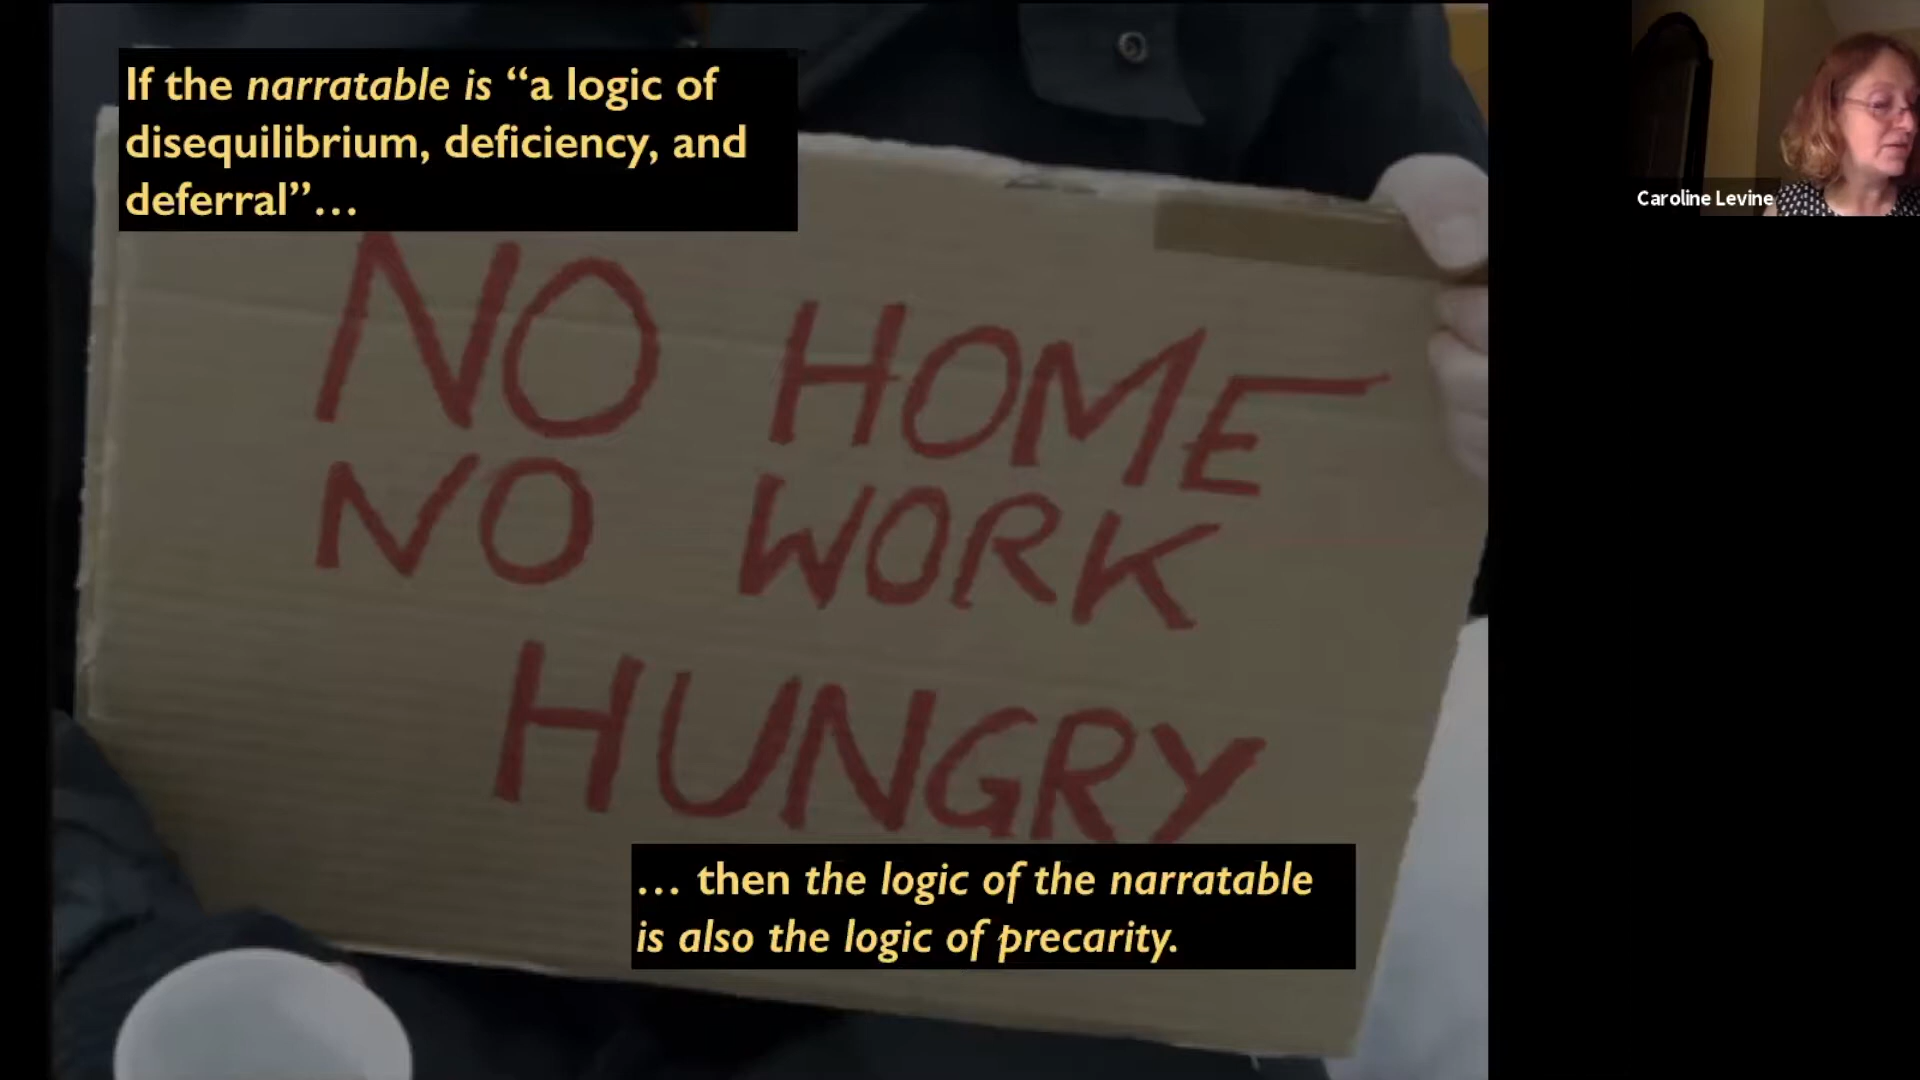 If the narratable is “a logic of
disequilibrium, deficiency, and
deferral”…
Caroline Levine
NO HOME
NO WORK
HUNGRY
… then the logic of the narratable
is also the logic of precarity.